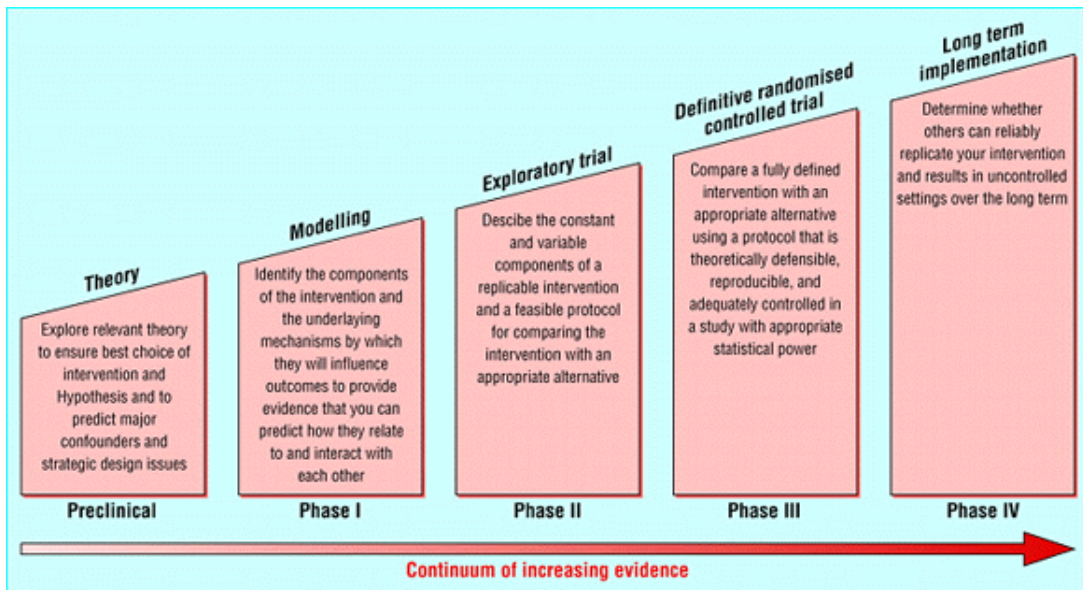 Theory
Explore relevant theory
to ensure best choice of
intervention and
Hypothesis and to
predict major
confounders and
strategic design issues
Preclinical
Modelling
Identify the components
of the intervention and
the underlaying
mechanisms by which
they will influence
outcomes to provide
evidence that you can
predict how they relate
to and interact with
each other
Phase I
Exploratory trial
Descibe the constant
and variable
components of a
replicable intervention
and a feasible protocol
for comparing the
intervention with an
appropriate alternative
Phase II
Definitive randomised
controlled trial
Compare a fully defined
intervention with an
appropriate alternative
using a protocol that is
theoretically defensible,
reproducible, and
adequately controlled in
a study with appropriate
statistical power
Phase III
Long term
implementation
Determine whether
others can reliably
replicate your intervention
and results in uncontrolled
settings over the long term
Phase IV
Continuum of increasing evidence